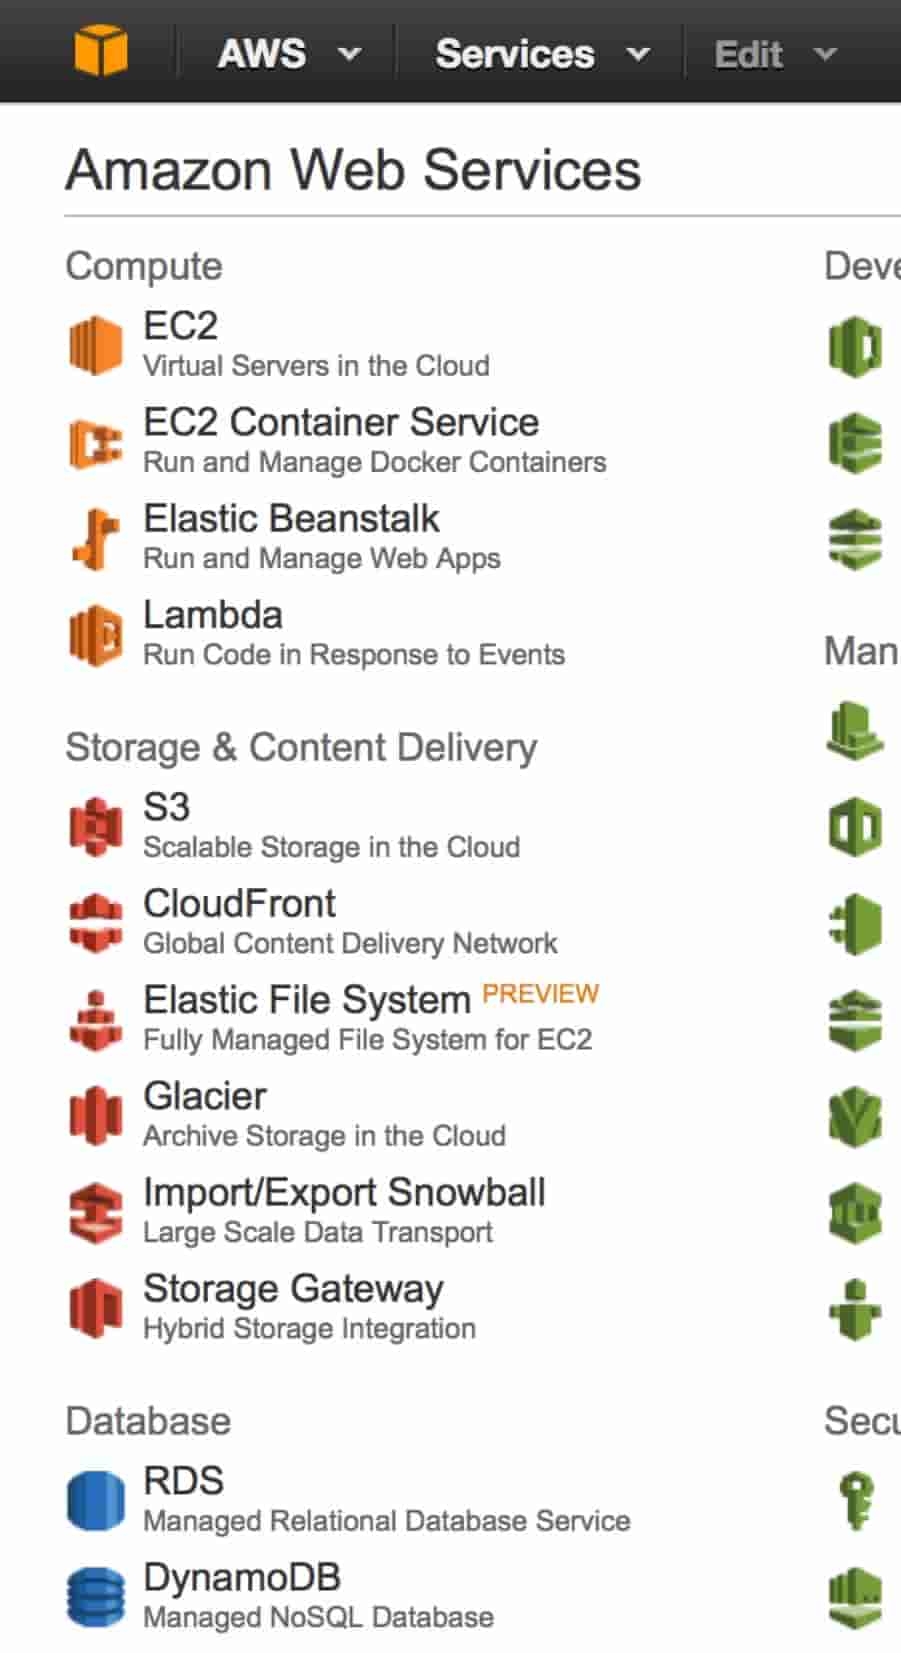 AWS Services Edit
Amazon Web Services
Compute
EC2
Virtual Servers in the Cloud
EC2 Container Service
Run and Manage Docker Containers
Elastic Beanstalk
Run and Manage Web Apps
Lambda
Run Code in Response to Events
Storage & Content Delivery
S3
Scalable Storage in the Cloud
CloudFront
Global Content Delivery Network
Elastic File System PREVIEW
Fully Managed File System for EC2
Glacier
Archive Storage in the Cloud
Import/Export Snowball
Large Scale Data Transport
Storage Gateway
Hybrid Storage Integration
Database
RDS
Managed Relational Database Service
DynamoDB
Managed NoSQL Database
Deve
Man
Secu